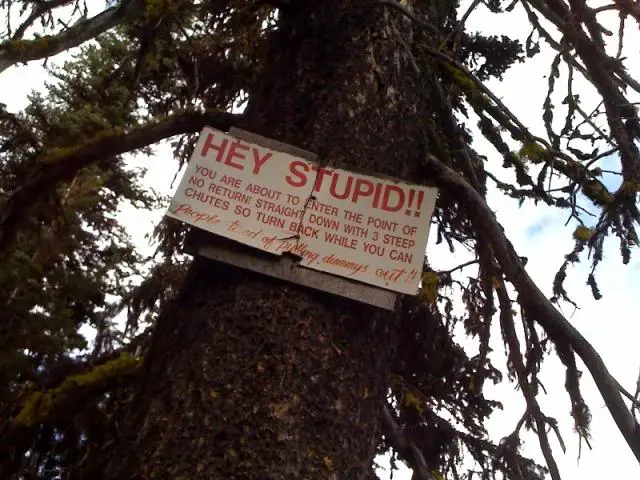 HEY STUPID!!
YOU ARE ABOUT TO ENTER THE POINT OF
NO RETURN! STRAIGHT DOWN WITH 3 STEEP
CHUTES SO TURN BACK WHILE YOU CAN
People tired of pulling dummys out!!